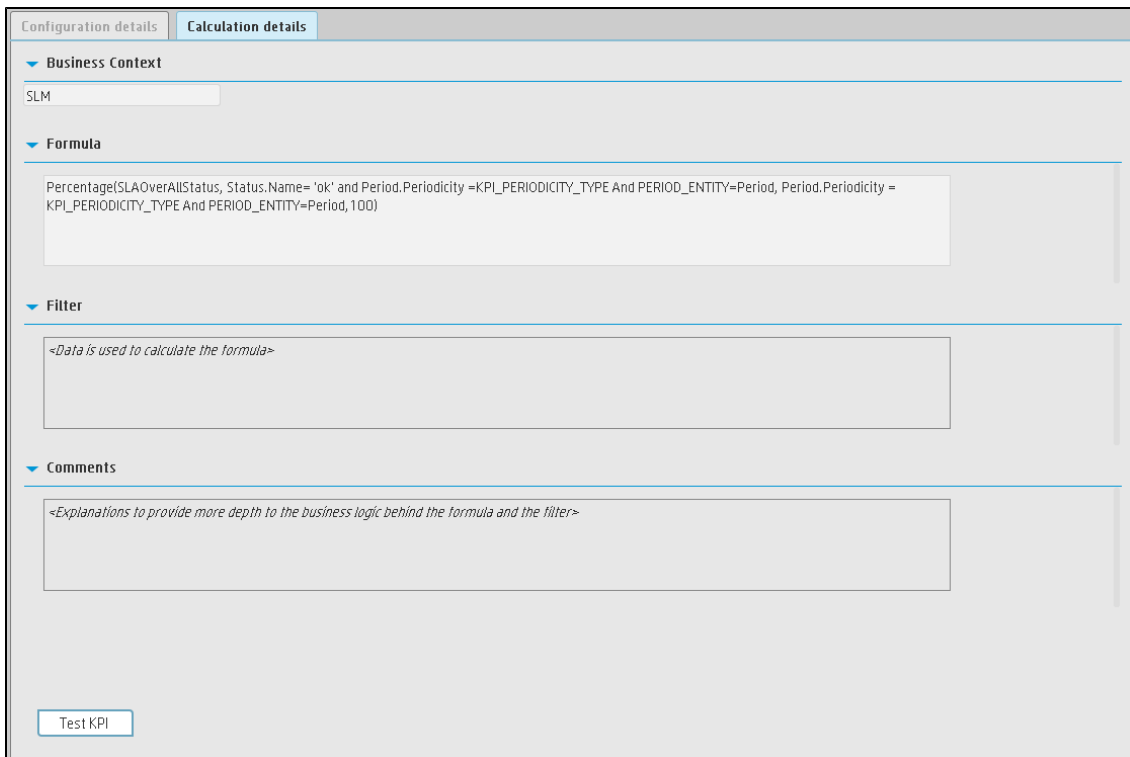 Configuration details
Calculation details
Business Context
SLM
Formula
Percentage(SLAOverAllStatus, Status.Name= 'ok' and Period.Periodicity =KPI_PERIODICITY_TYPE And PERIOD_ENTITY=Period, Period.Periodicity =
KPI_PERIODICITY_TYPE And PERIOD_ENTITY=Period,100)
Filter
<Data is used to calculate the formula>
Comments
<Explanations to provide more depth to the business logic behind the formula and the filter>
Test KPI